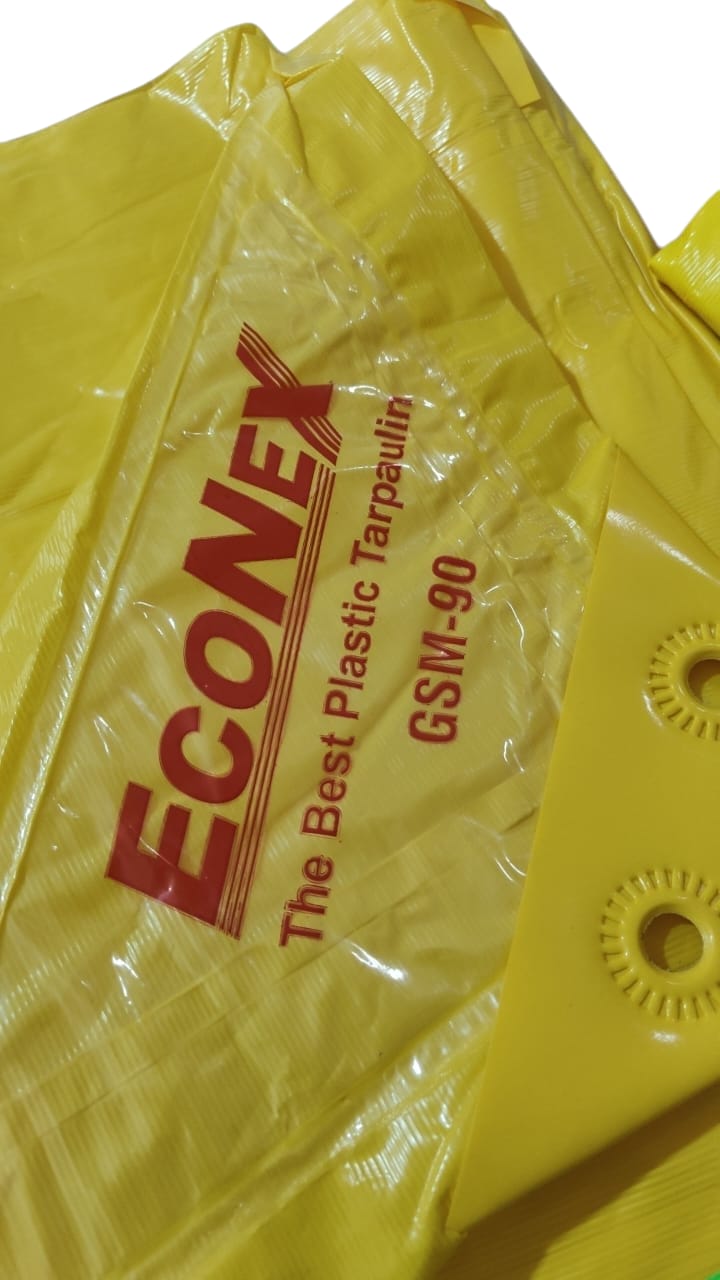 ECONEX
The Best Plastic Tarpaulin
GSM-90